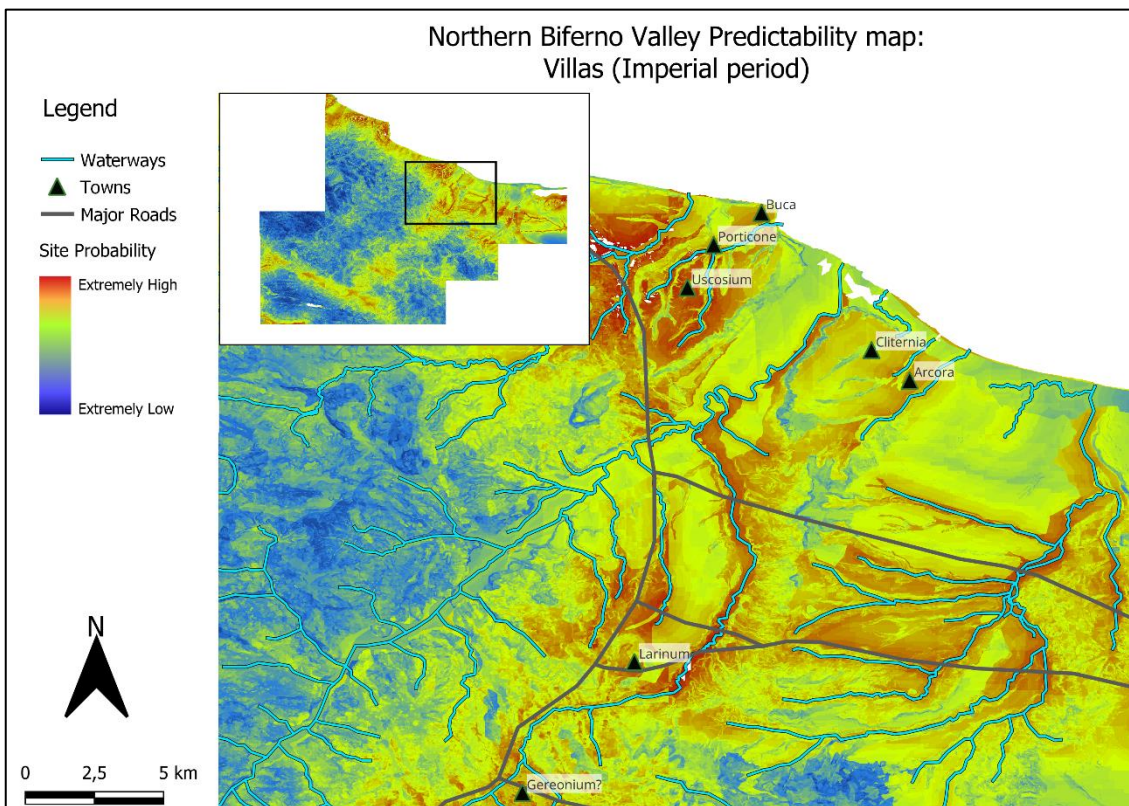 Northern Biferno Valley Predictability map:
Villas (Imperial period)
Legend
Waterways
Towns
Major Roads
Site Probability
Extremely High
Extremely Low
Buca
Porticone
Uscosium
Cliternia
Arcora
Larinum
Gereonium?
N
0 2,5 5 km